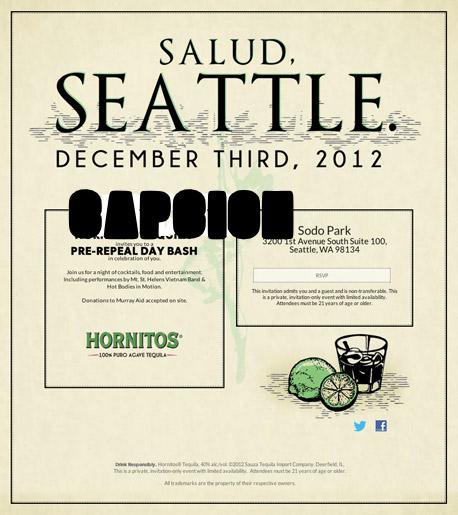 SALUD,
SEATTLE.
DECEMBER THIRD, 2012
invites you to a
PRE-REPEAL DAY BASH
in celebration of you.
Join us for a night of cocktails, food and entertainment.
Including performances by Mt. St. Helens Vietnam Band &
Hot Bodies in Motion.
Donations to Murray Aid accepted on site.
HORNITOS®
100% PURO AGAVE TEQUILA
Sodo Park
3200 1st Avenue South Suite 100,
Seattle, WA 98134
RSVP
This invitation admits you and a guest and is non-transferable. This
is a private, invitation-only event with limited availability.
Attendees must be 21 years of age or older.
Drink Responsibly. Hornitos® Tequila, 40% alc./vol. ©2012 Sauza Tequila Import Company, Deerfield, IL.
This is a private, invitation-only event with limited availability. Attendees must be 21 years of age or older.
All trademarks are the property of their respective owners.